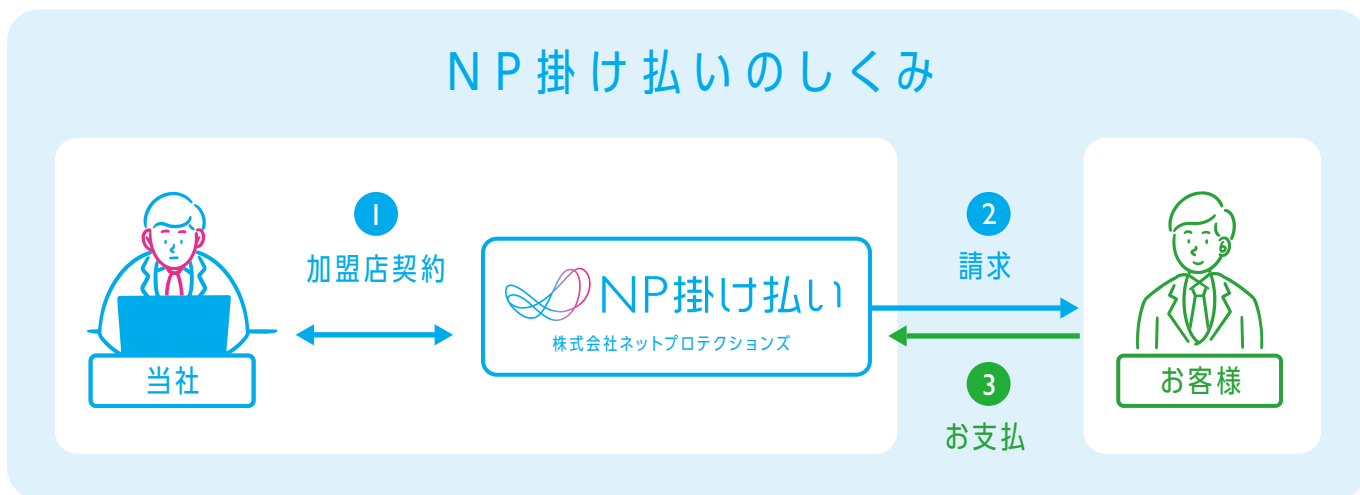 NP掛け払いのしくみ
1
加盟店契約
当社
NP掛け払い
株式会社ネットプロテクションズ
2
請求
3
お支払
お客様